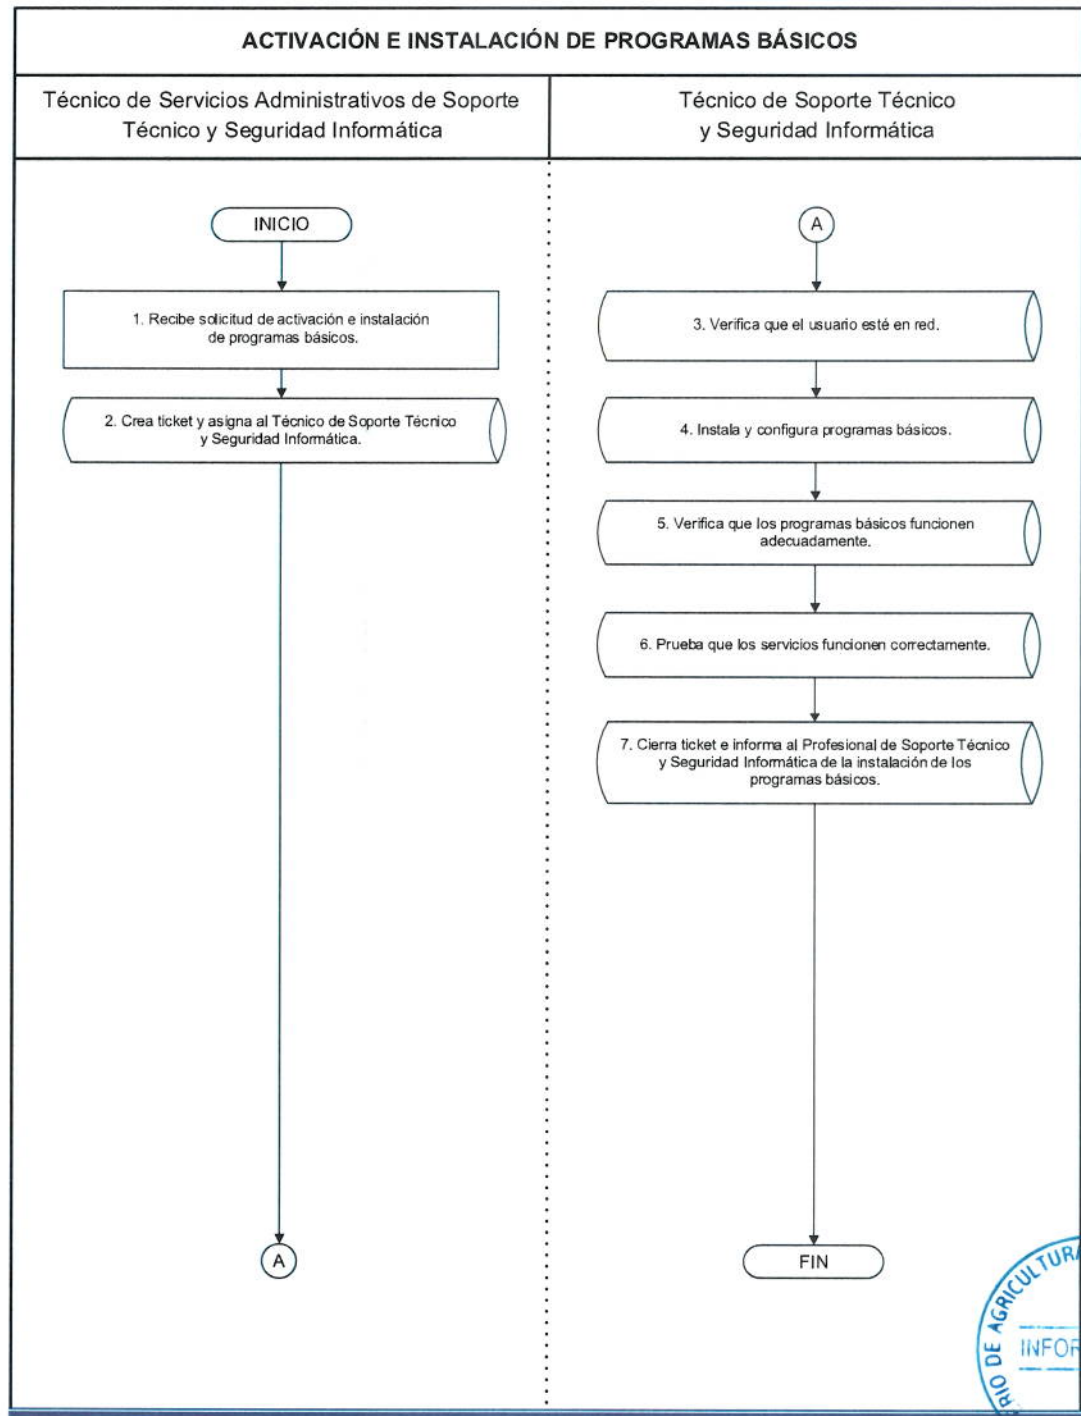 ACTIVACIÓN E INSTALACIÓN DE PROGRAMAS BÁSICOS
Técnico de Servicios Administrativos de Soporte
Técnico y Seguridad Informática
Técnico de Soporte Técnico
y Seguridad Informática
INICIO
1. Recibe solicitud de activación e instalación
de programas básicos.
2. Crea ticket y asigna al Técnico de Soporte Técnico
y Seguridad Informática.
A
A
3. Verifica que el usuario esté en red.
4. Instala y configura programas básicos.
5. Verifica que los programas básicos funcionen
adecuadamente.
6. Prueba que los servicios funcionen correctamente.
7. Cierra ticket e informa al Profesional de Soporte Técnico
y Seguridad Informática de la instalación de los
programas básicos.
FIN
RIO DE AGRICULTURA
INFOR